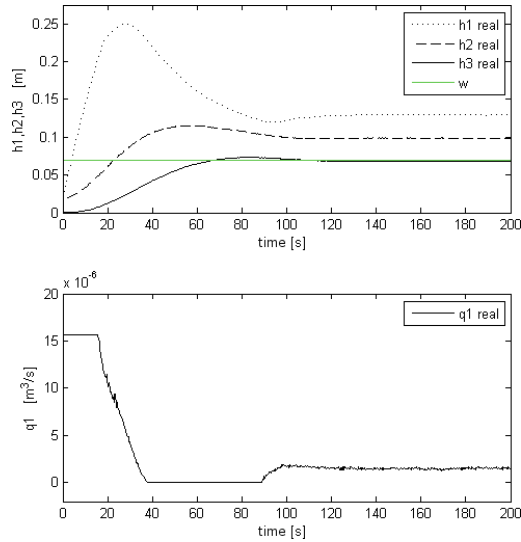 h1,h2,h3 [m]
0.25
0.2
0.15
0.1
0.05
0
h1 real
h2 real
h3 real
w
0 20 40 60 80 100 120 140 160 180 200
time [s]
x 10^-6
q1 [m^3/s]
20
15
10
5
0
q1 real
0 20 40 60 80 100 120 140 160 180 200
time [s]